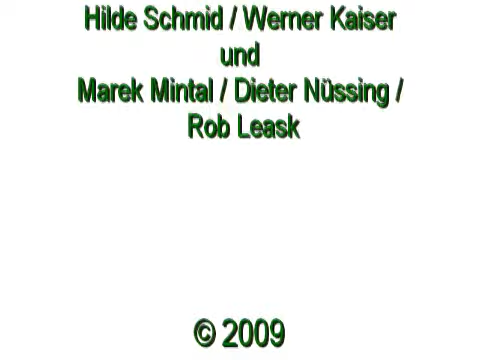 Hilde Schmid / Werner Kaiser
und
Marek Mintal / Dieter Nüssing /
Rob Leask
© 2009